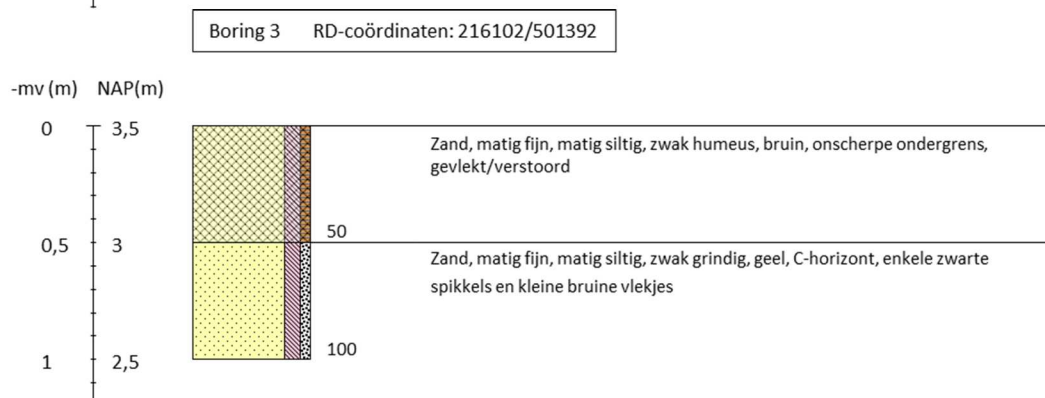 Boring 3 RD-coördinaten: 216102/501392
-mv (m) NAP(m)
0 3,5
Zand, matig fijn, matig siltig, zwak humeus, bruin, onscherpe ondergrens,
gevlekt/verstoord
50
0,5 3
Zand, matig fijn, matig siltig, zwak grindig, geel, C-horizont, enkele zwarte
spikkels en kleine bruine vlekjes
100
1 2,5